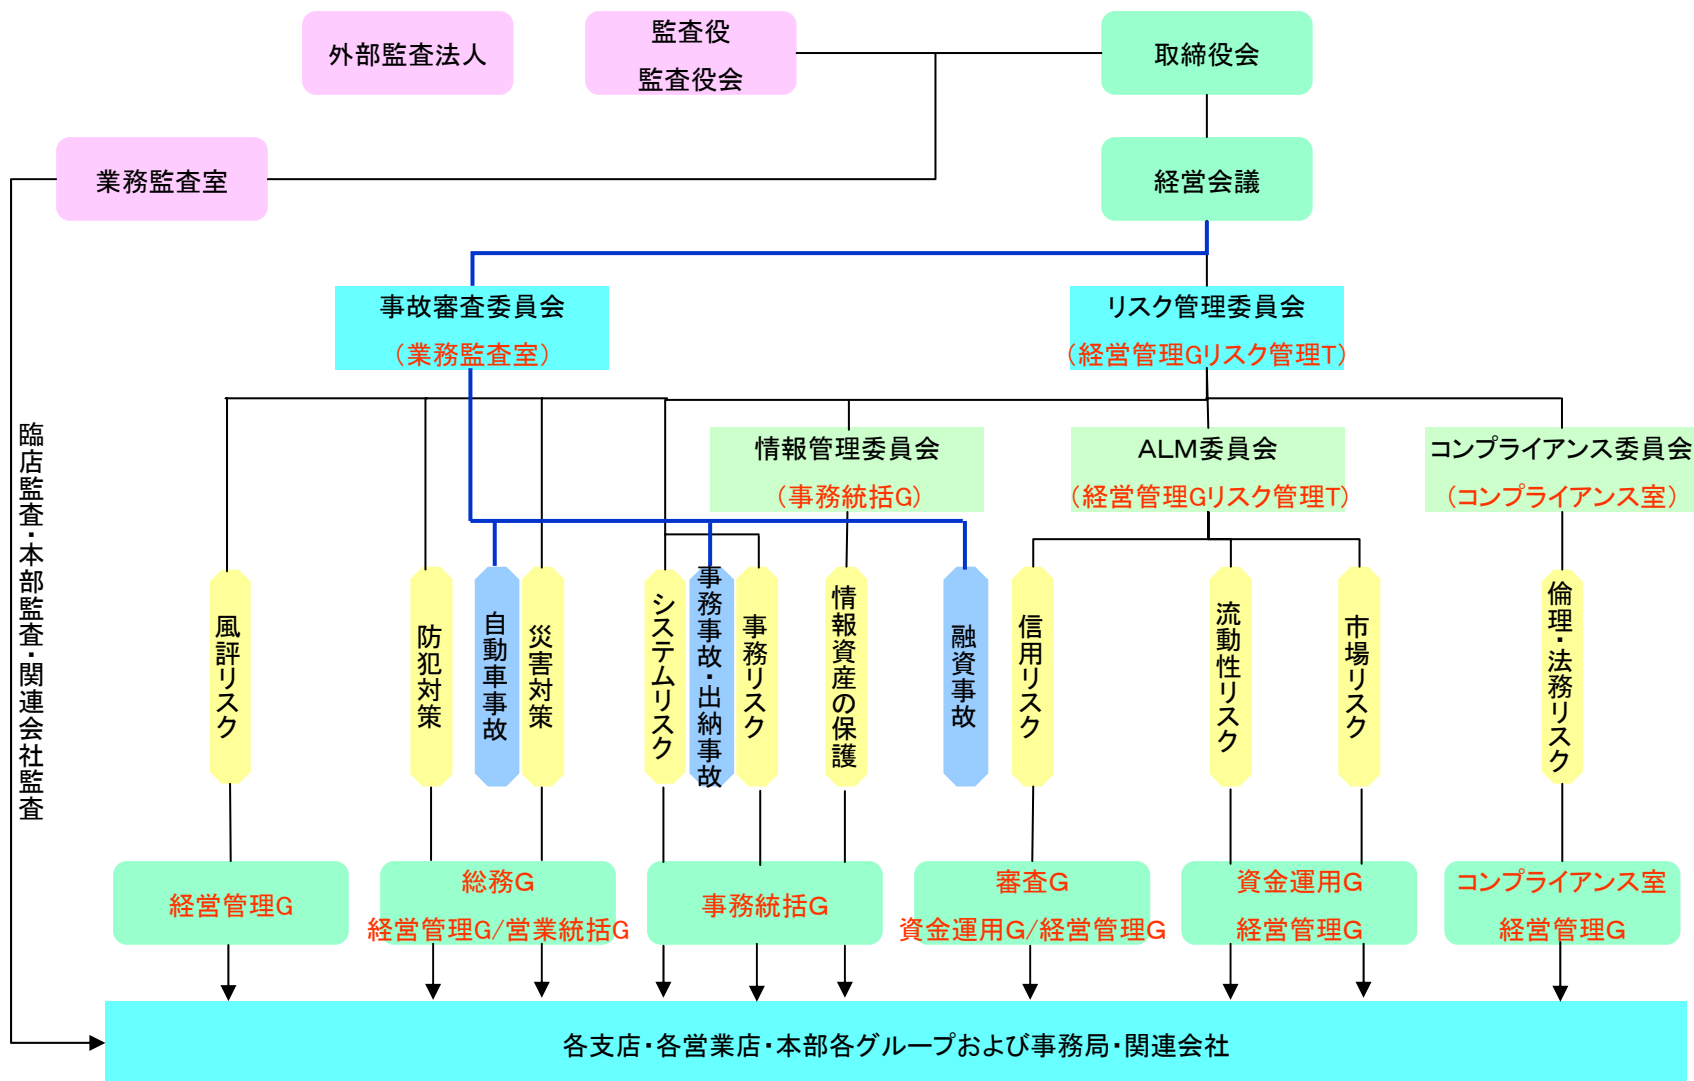 外部監査法人
監査役
監査役会
取締役会
業務監査室
経営会議
事故審査委員会
（業務監査室）
リスク管理委員会
（経営管理Gリスク管理T）
臨店監査・本部監査・関連会社監査
情報管理委員会
（事務統括G）
ALM委員会
（経営管理Gリスク管理T）
コンプライアンス委員会
（コンプライアンス室）
風評リスク
防犯対策
自動車事故
災害対策
システムリスク
事務事故・出納事故
事務リスク
情報資産の保護
融資事故
信用リスク
流動性リスク
市場リスク
倫理・法務リスク
経営管理G
総務G
経営管理G/営業統括G
事務統括G
審査G
資金運用G/経営管理G
資金運用G
経営管理G
コンプライアンス室
経営管理G
各支店・各営業店・本部各グループおよび事務局・関連会社